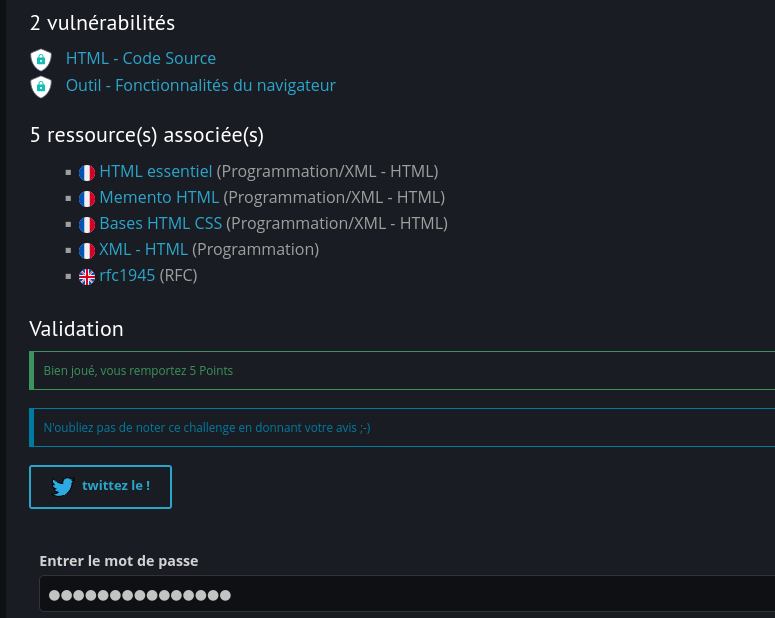 2 vulnérabilités
HTML - Code Source
Outil - Fonctionnalités du navigateur
5 ressource(s) associée(s)
HTML essentiel (Programmation/XML - HTML)
Memento HTML (Programmation/XML - HTML)
Bases HTML CSS (Programmation/XML - HTML)
XML - HTML (Programmation)
rfc1945 (RFC)
Validation
Bien joué, vous remportez 5 Points
N'oubliez pas de noter ce challenge en donnant votre avis ;-)
twittez le !
Entrer le mot de passe
●●●●●●●●●●●●●●●